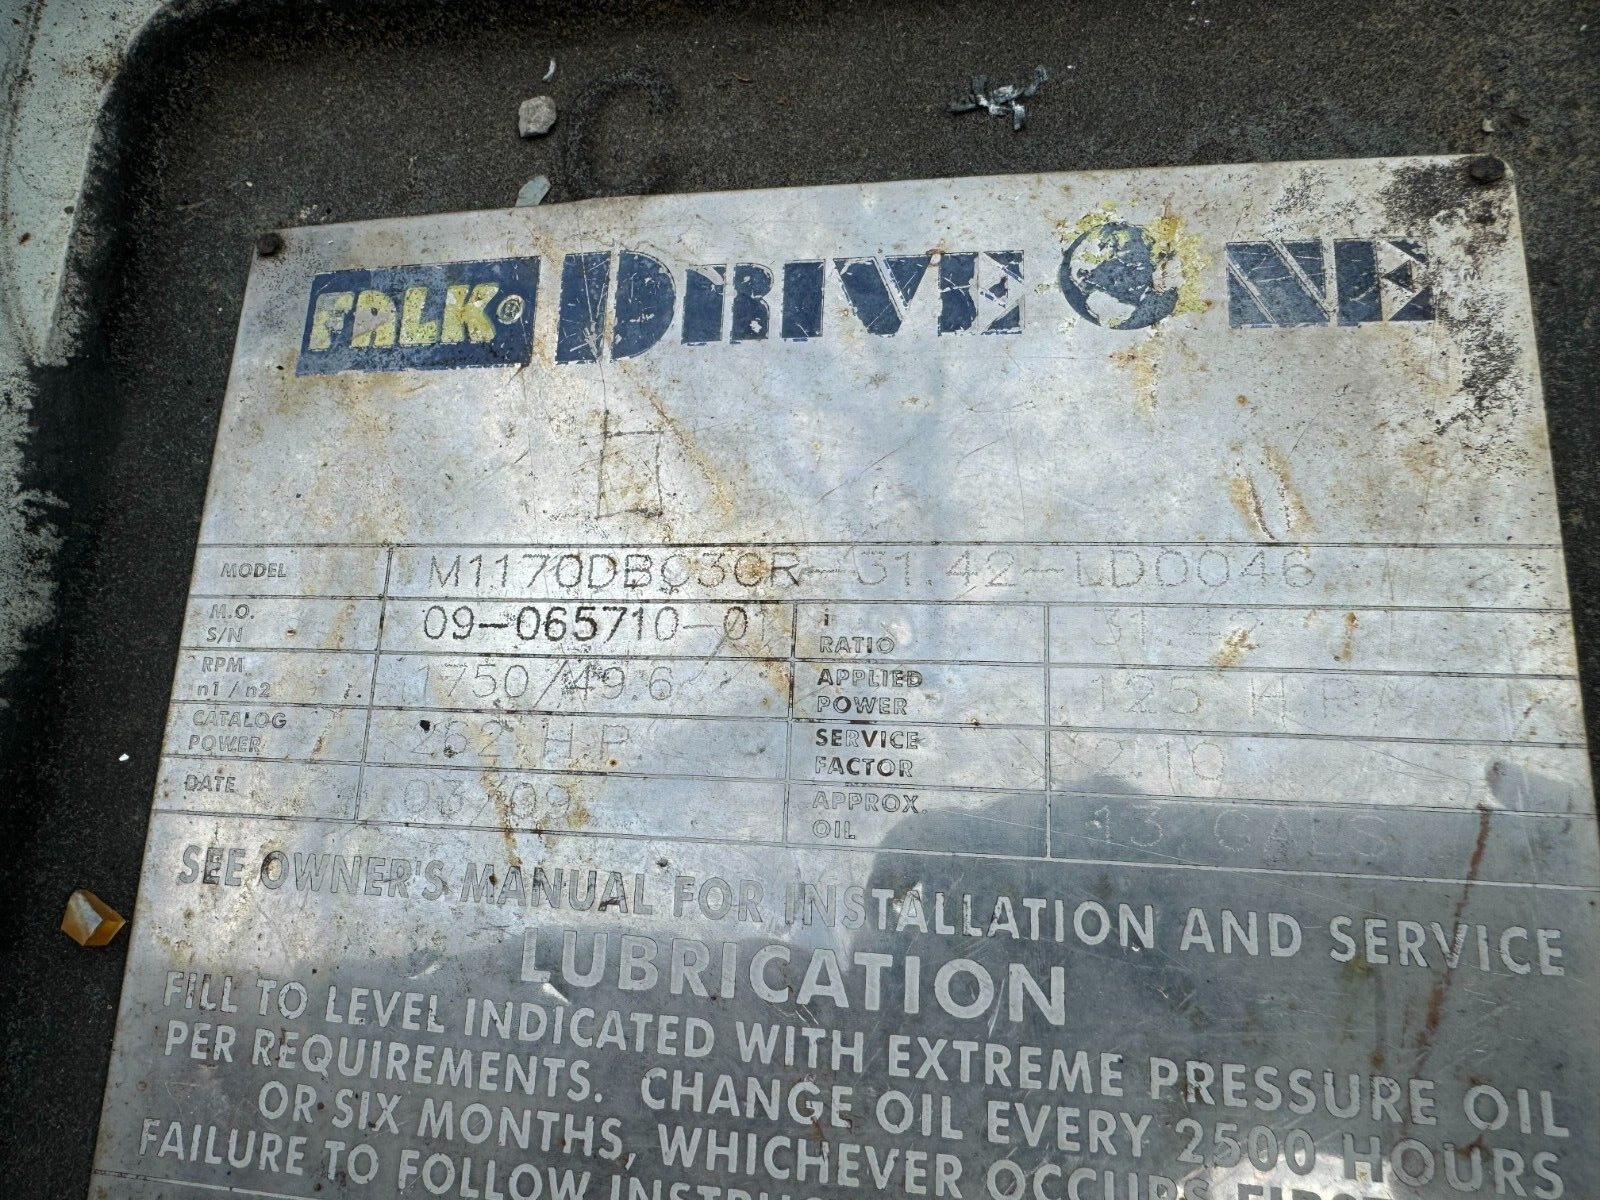 FALK® DRIVE ONE
MODEL M1170DBC3CR-31.42-LD0046
M.O. S/N 09-065710-01 i RATIO 31.42
RPM n1 / n2 1750/49.6 APPLIED POWER 125 HP
CATALOG POWER 262 HP SERVICE FACTOR 2.10
DATE 03/09 APPROX. OIL 13 GALS
SEE OWNER'S MANUAL FOR INSTALLATION AND SERVICE
LUBRICATION
FILL TO LEVEL INDICATED WITH EXTREME PRESSURE OIL
PER REQUIREMENTS. CHANGE OIL EVERY 2500 HOURS
OR SIX MONTHS, WHICHEVER OCCURS FIRST
FAILURE TO FOLLOW